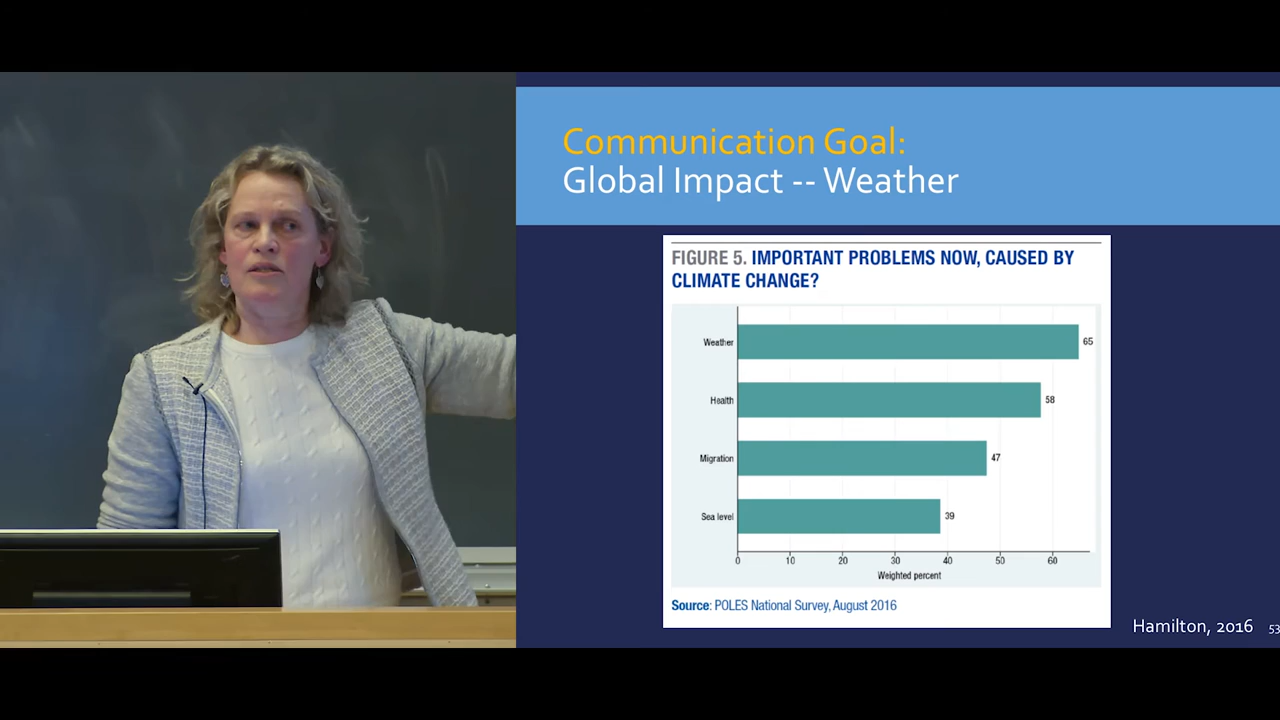 Communication Goal:
Global Impact -- Weather
FIGURE 5. IMPORTANT PROBLEMS NOW, CAUSED BY
CLIMATE CHANGE?
Weather 65
Health 58
Migration 47
Sea level 39
0 10 20 30 40 50 60
Weighted percent
Source: POLES National Survey, August 2016
Hamilton, 2016 53